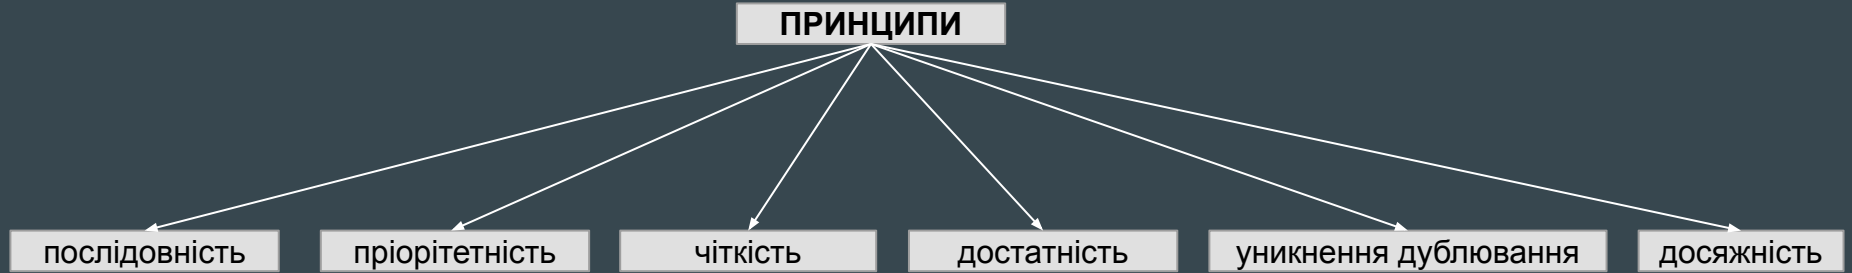 ПРИНЦИПИ
послідовність
пріорітетність
чіткість
достатність
уникнення дублювання
досяжність